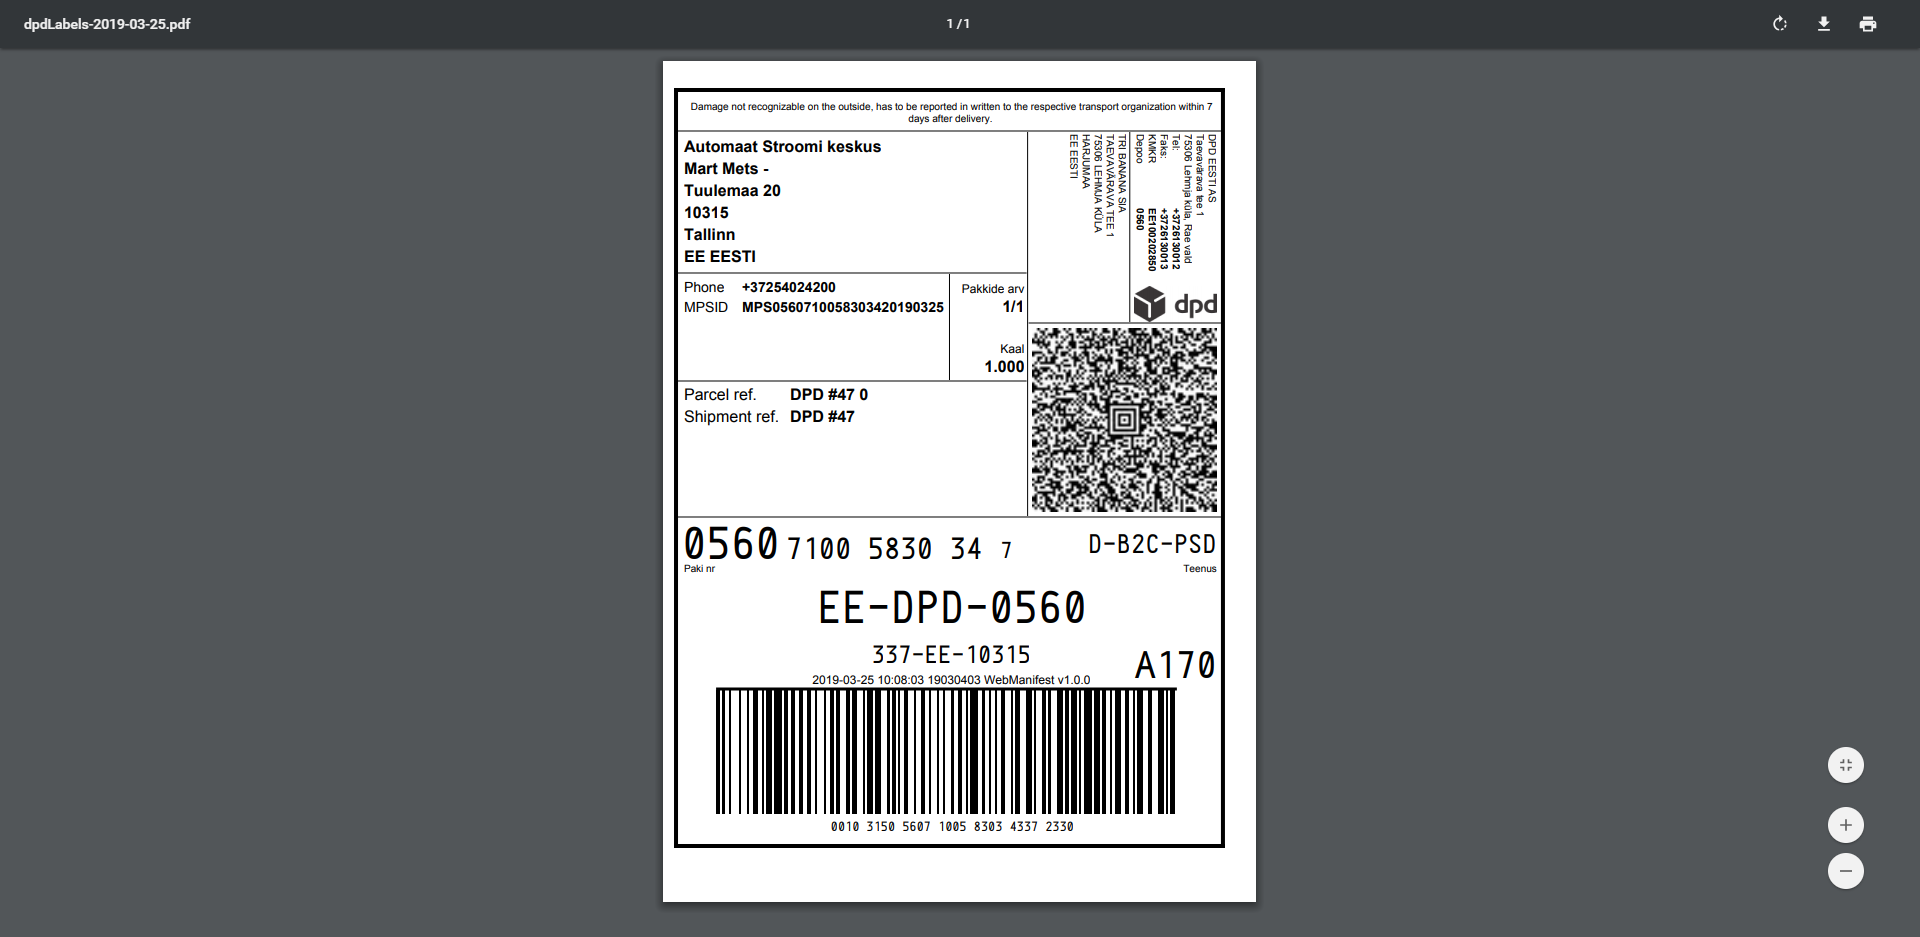 dpdLabels-2019-03-25.pdf
1 / 1
Damage not recognizable on the outside, has to be reported in written to the respective transport organization within 7
days after delivery.
Automaat Stroomi keskus
Mart Mets -
Tuulemaa 20
10315
Tallinn
EE EESTI
DPD EESTI AS
Taevavärava tee 1
75306 Lehmja küla, Rae vald
Tel: +3726130012
Faks: +3726130013
KMKR EE100202850
Depoo 0560
TRI BANANA SIA
TAEVAVÄRAVA TEE 1
75306 LEHMJA KÜLA
HARJUMAA
EE EESTI
dpd
Phone +37254024200
MPSID MPS0560710058303420190325
Pakkide arv
1/1
Kaal
1.000
Parcel ref. DPD #47 0
Shipment ref. DPD #47
0560 7100 5830 34 7
Paki nr
D-B2C-PSD
Teenus
EE-DPD-0560
337-EE-10315
A170
2019-03-25 10:08:03 19030403 WebManifest v1.0.0
0010 3150 5607 1005 8303 4337 2330